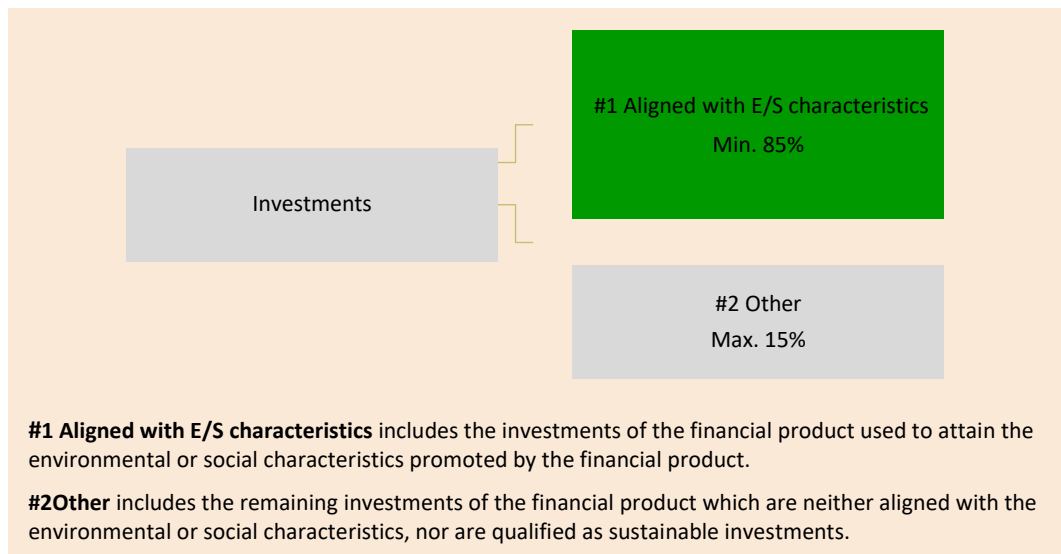 #1 Aligned with E/S characteristics
Min. 85%
Investments
#2 Other
Max. 15%
#1 Aligned with E/S characteristics includes the investments of the financial product used to attain the
environmental or social characteristics promoted by the financial product.
#2Other includes the remaining investments of the financial product which are neither aligned with the
environmental or social characteristics, nor are qualified as sustainable investments.